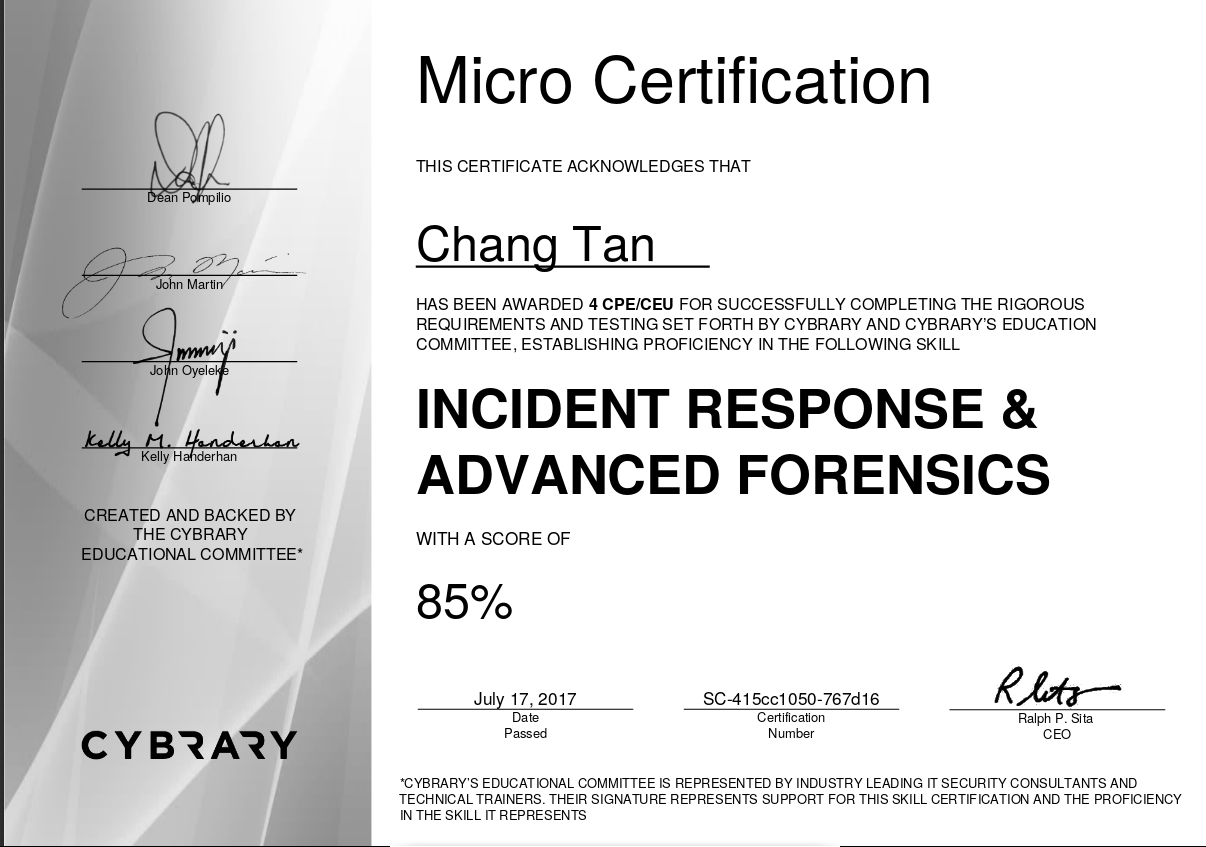 Dean Pompilio
John Martin
John Oyeleke
Kelly M. Handerhan
Kelly Handerhan
CREATED AND BACKED BY
THE CYBRARY
EDUCATIONAL COMMITTEE*
CYBRARY
Micro Certification
THIS CERTIFICATE ACKNOWLEDGES THAT
Chang Tan
HAS BEEN AWARDED 4 CPE/CEU FOR SUCCESSFULLY COMPLETING THE RIGOROUS
REQUIREMENTS AND TESTING SET FORTH BY CYBRARY AND CYBRARY'S EDUCATION
COMMITTEE, ESTABLISHING PROFICIENCY IN THE FOLLOWING SKILL
INCIDENT RESPONSE &
ADVANCED FORENSICS
WITH A SCORE OF
85%
July 17, 2017
Date
Passed
SC-415cc1050-767d16
Certification
Number
Ralph P. Sita
CEO
*CYBRARY'S EDUCATIONAL COMMITTEE IS REPRESENTED BY INDUSTRY LEADING IT SECURITY CONSULTANTS AND
TECHNICAL TRAINERS. THEIR SIGNATURE REPRESENTS SUPPORT FOR THIS SKILL CERTIFICATION AND THE PROFICIENCY
IN THE SKILL IT REPRESENTS